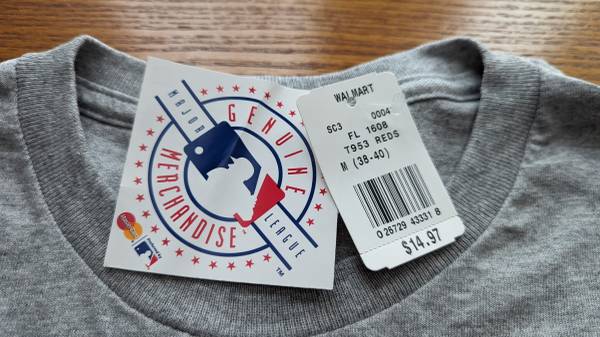 MAJOR LEAGUE
GENUINE
MERCHANDISE
TM
MasterCard
WALMART
SC3 0004
FL 1608
T953 REDS
M (38-40)
0 26729 43331 8
$14.97